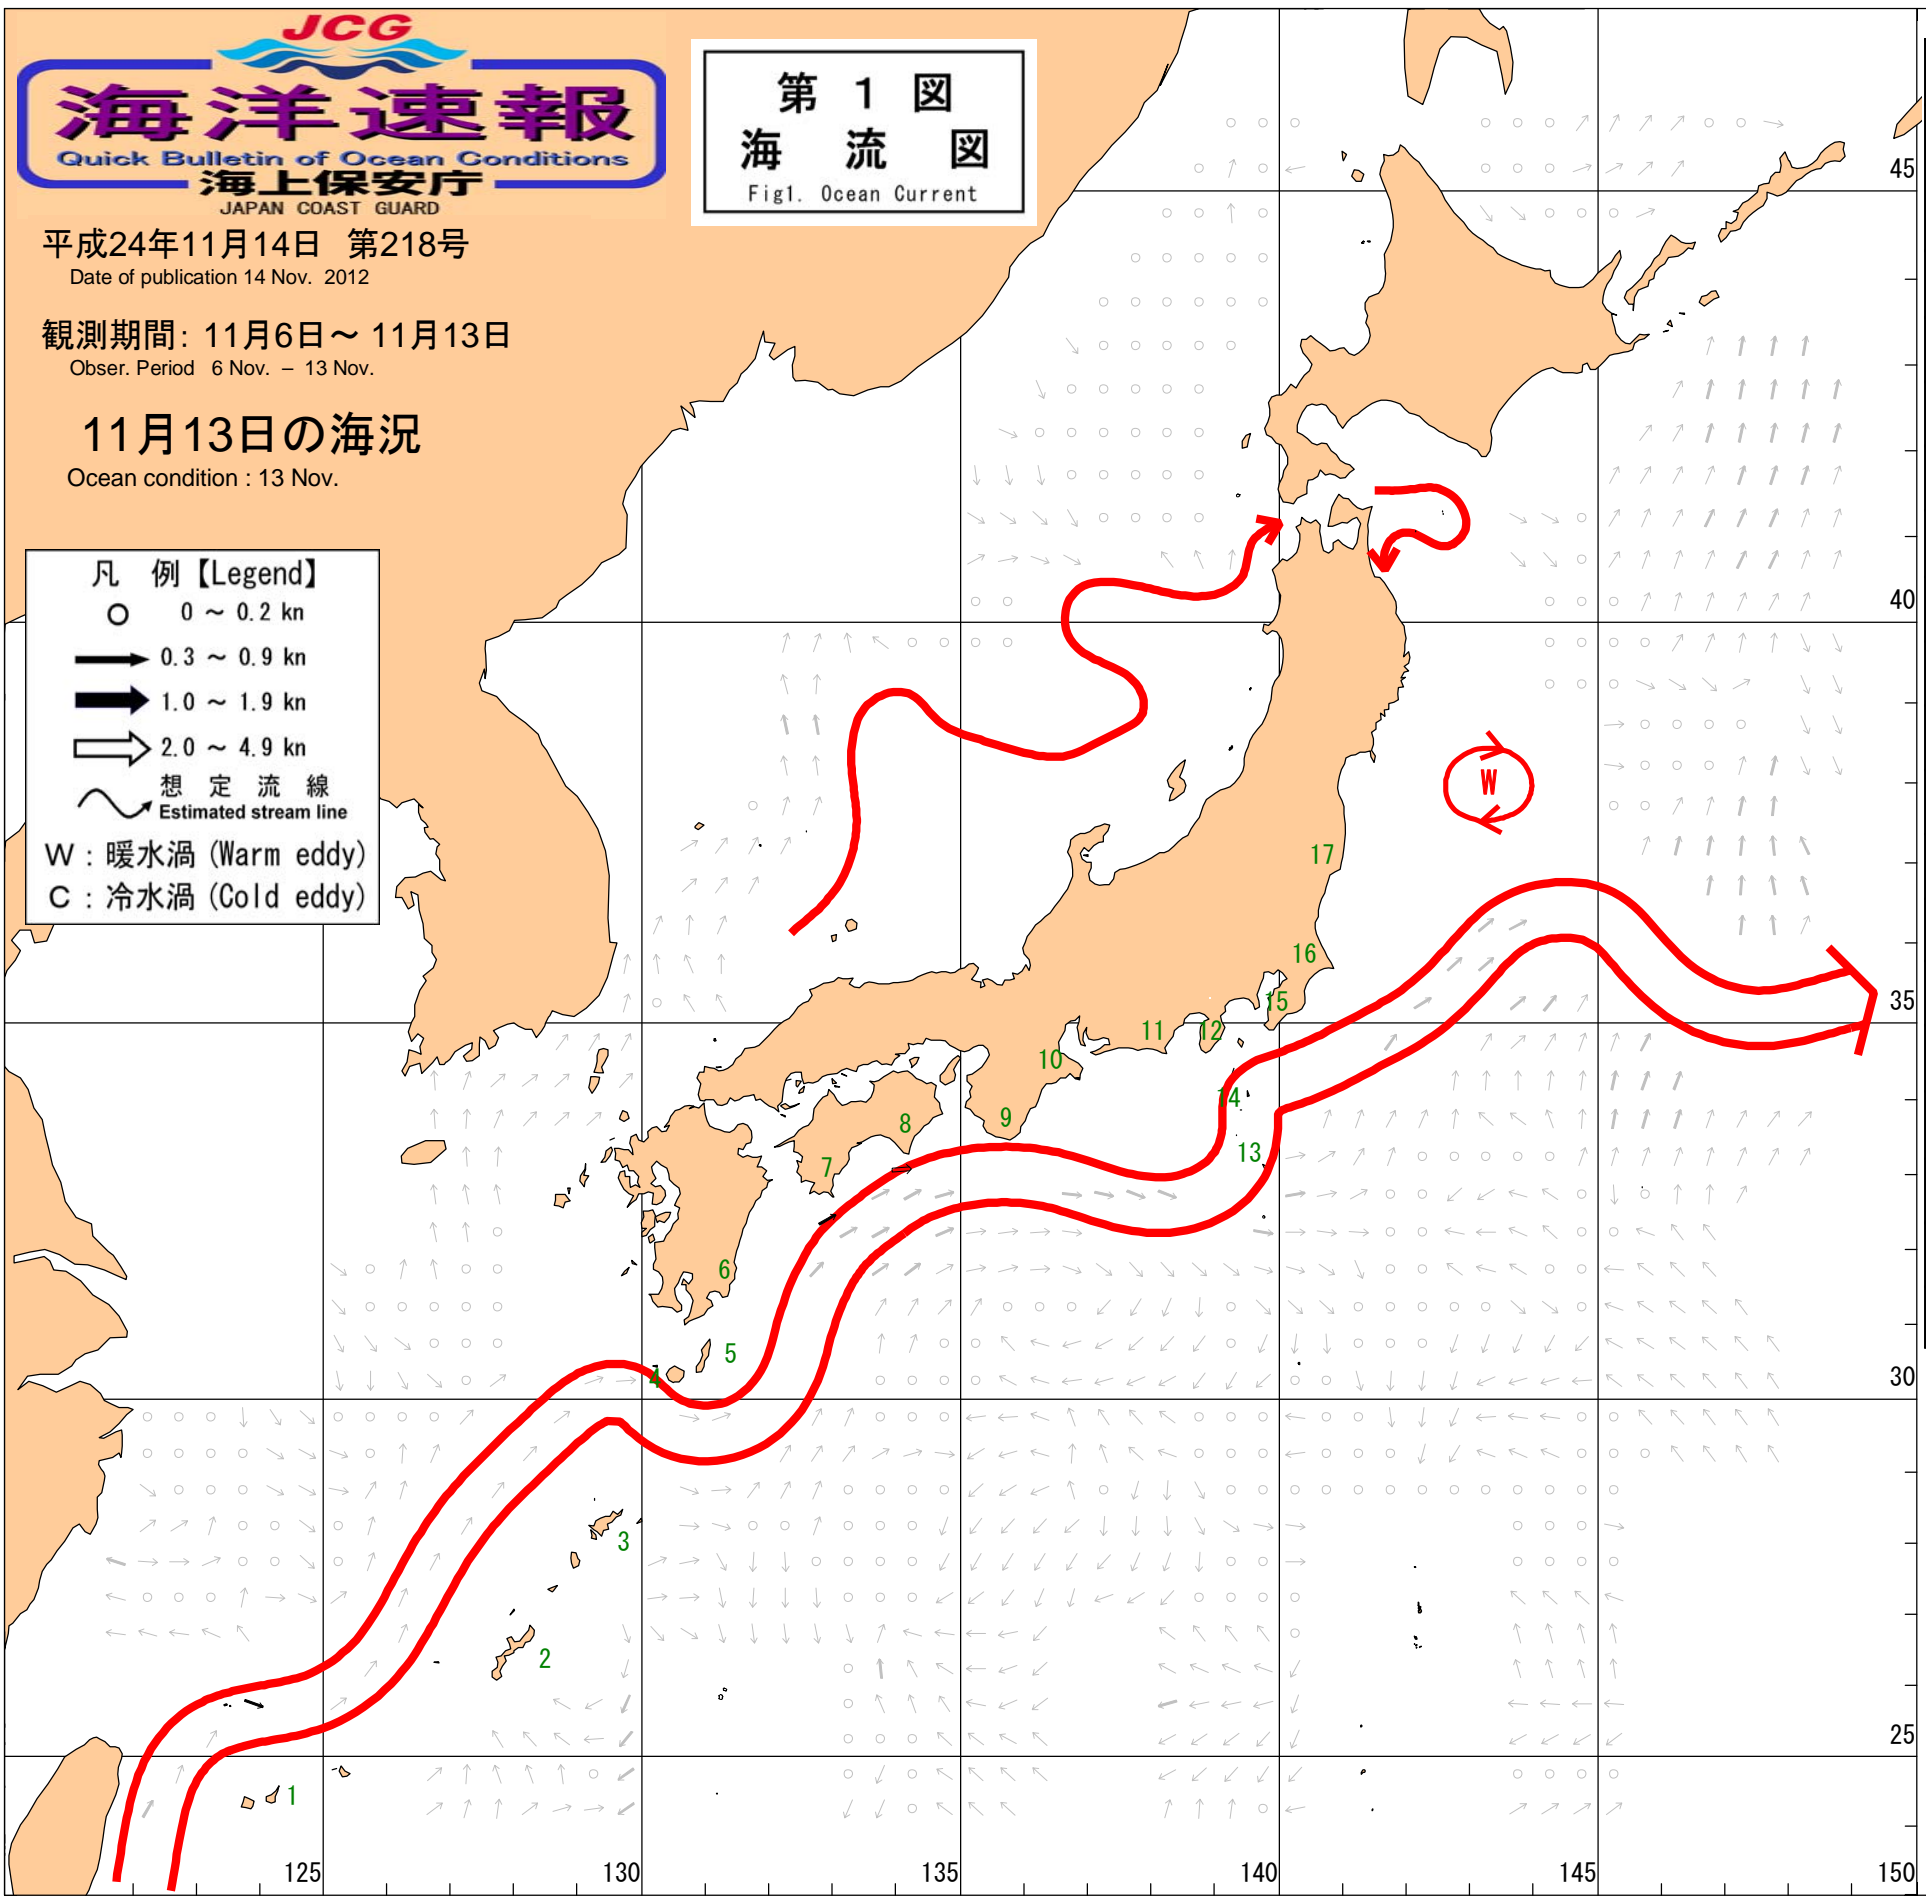 JCG
海洋速報
Quick Bulletin of Ocean Conditions
海上保安庁
JAPAN COAST GUARD
平成24年11月14日 第218号
Date of publication 14 Nov. 2012
観測期間: 11月6日～ 11月13日
Obser. Period 6 Nov. – 13 Nov.
11月13日の海況
Ocean condition : 13 Nov.
第 1 図
海 流 図
Fig1. Ocean Current
凡 例【Legend】
0 ～ 0.2 kn
0.3 ～ 0.9 kn
1.0 ～ 1.9 kn
2.0 ～ 4.9 kn
想 定 流 線
Estimated stream line
W : 暖水渦 (Warm eddy)
C : 冷水渦 (Cold eddy)
45
40
W
17
16
35
15
12
11
10
14
9
8
13
7
6
5
4
30
3
2
25
1
125
130
135
140
145
150